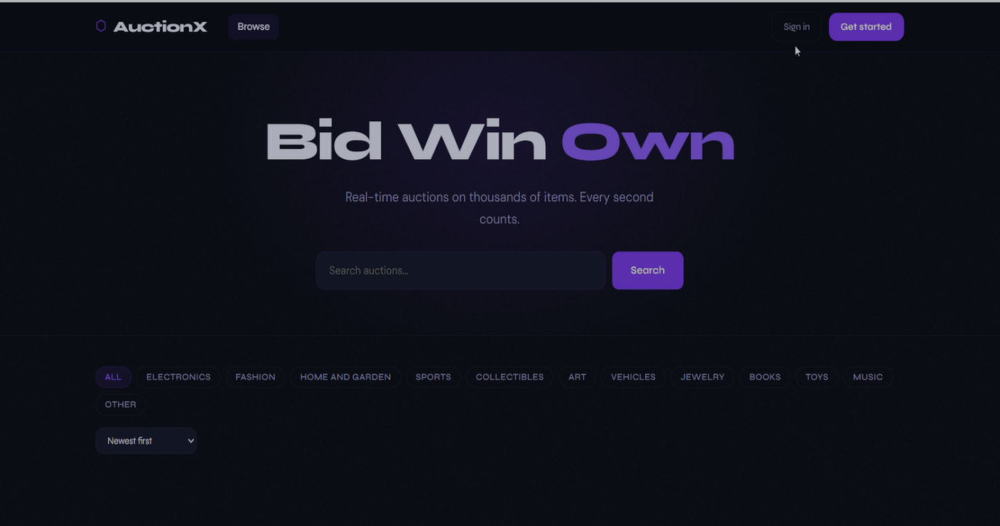 AuctionX Browse Sign in Get started
Bid Win Own
Real-time auctions on thousands of items. Every second
counts.
Search auctions... Search
ALL ELECTRONICS FASHION HOME AND GARDEN SPORTS COLLECTIBLES ART VEHICLES JEWELRY BOOKS TOYS MUSIC
OTHER
Newest first